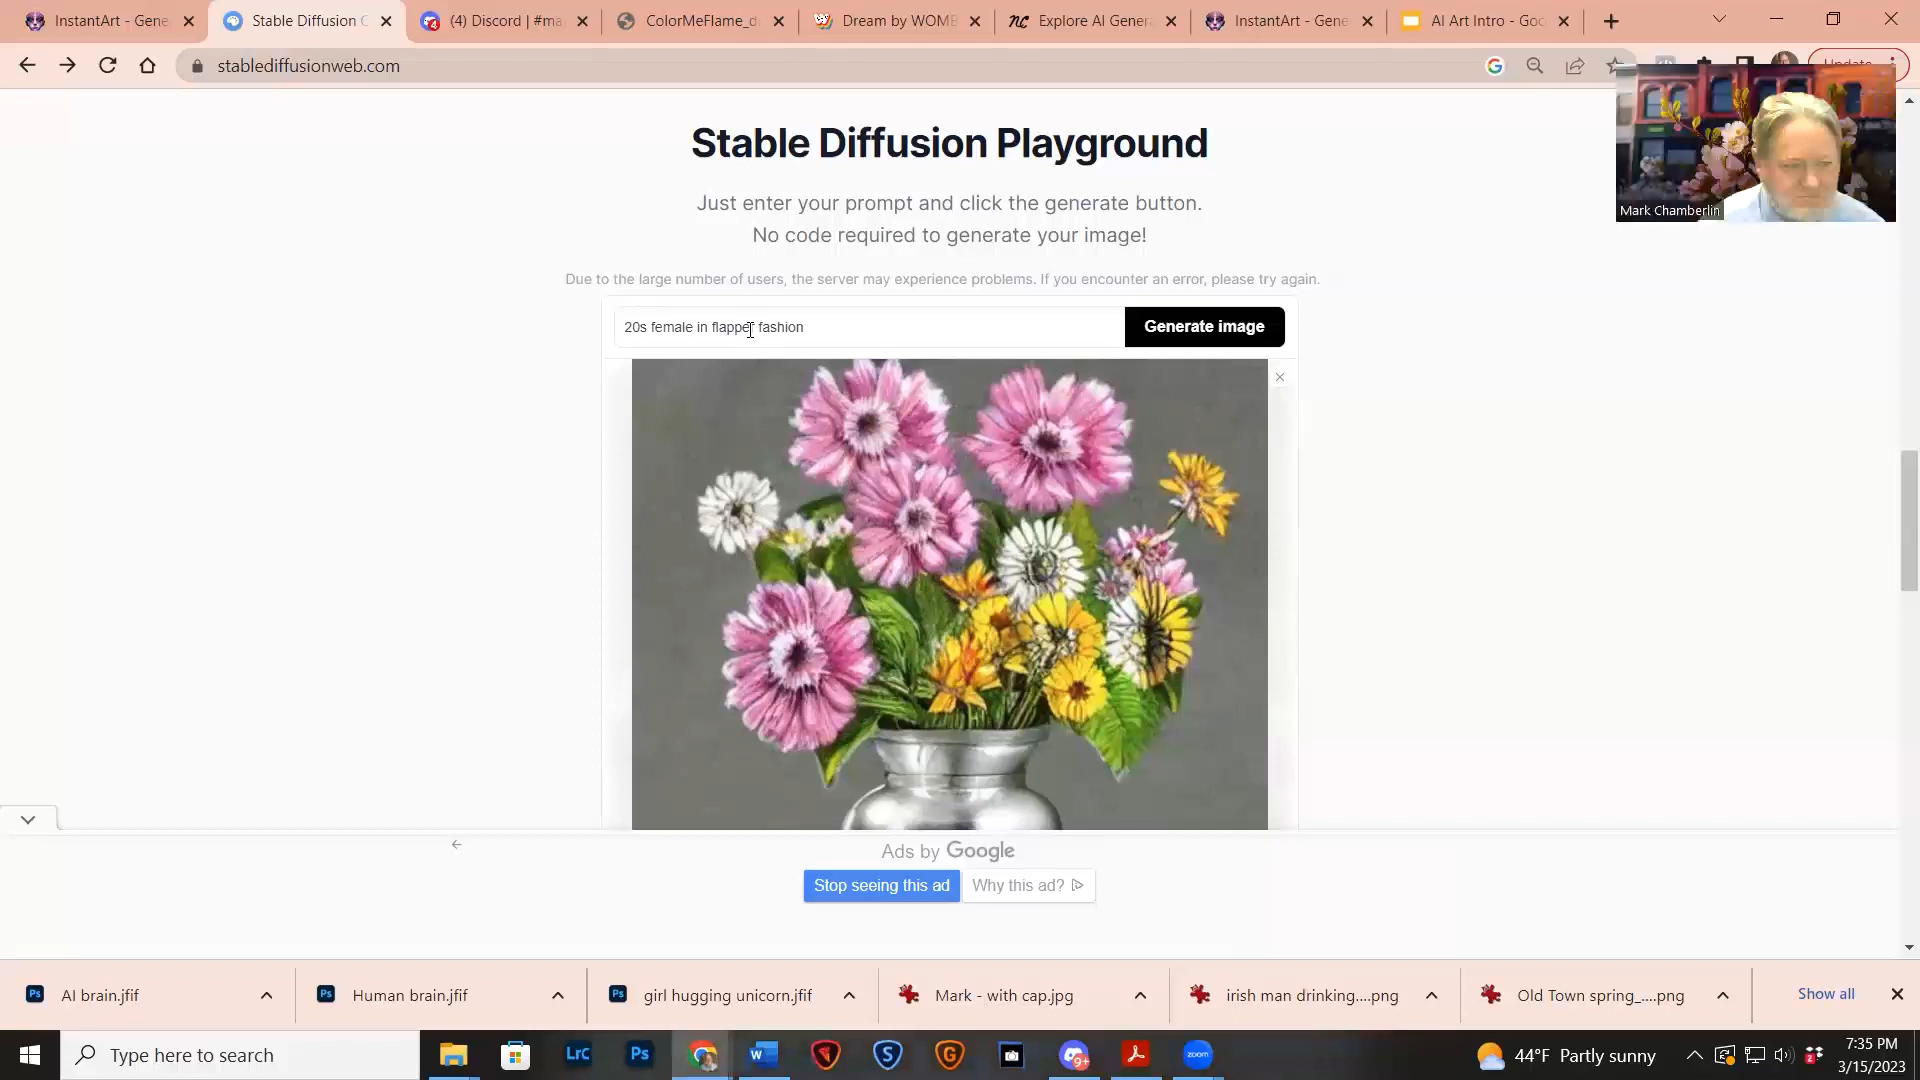 InstantArt - Gene
Stable Diffusion O
(4) Discord | #ma
ColorMeFlame_d
Dream by WOMB
Explore AI Genera
InstantArt - Gene
AI Art Intro - Goo
stablediffusionweb.com
Update
Stable Diffusion Playground
Mark Chamberlin
Just enter your prompt and click the generate button.
No code required to generate your image!
Due to the large number of users, the server may experience problems. If you encounter an error, please try again.
20s female in flapper fashion
Generate image
Ads by Google
Stop seeing this ad
Why this ad?
AI brain.jfif
Human brain.jfif
girl hugging unicorn.jfif
Mark - with cap.jpg
irish man drinking....png
Old Town spring_....png
Show all
Type here to search
44°F Partly sunny
7:35 PM
3/15/2023